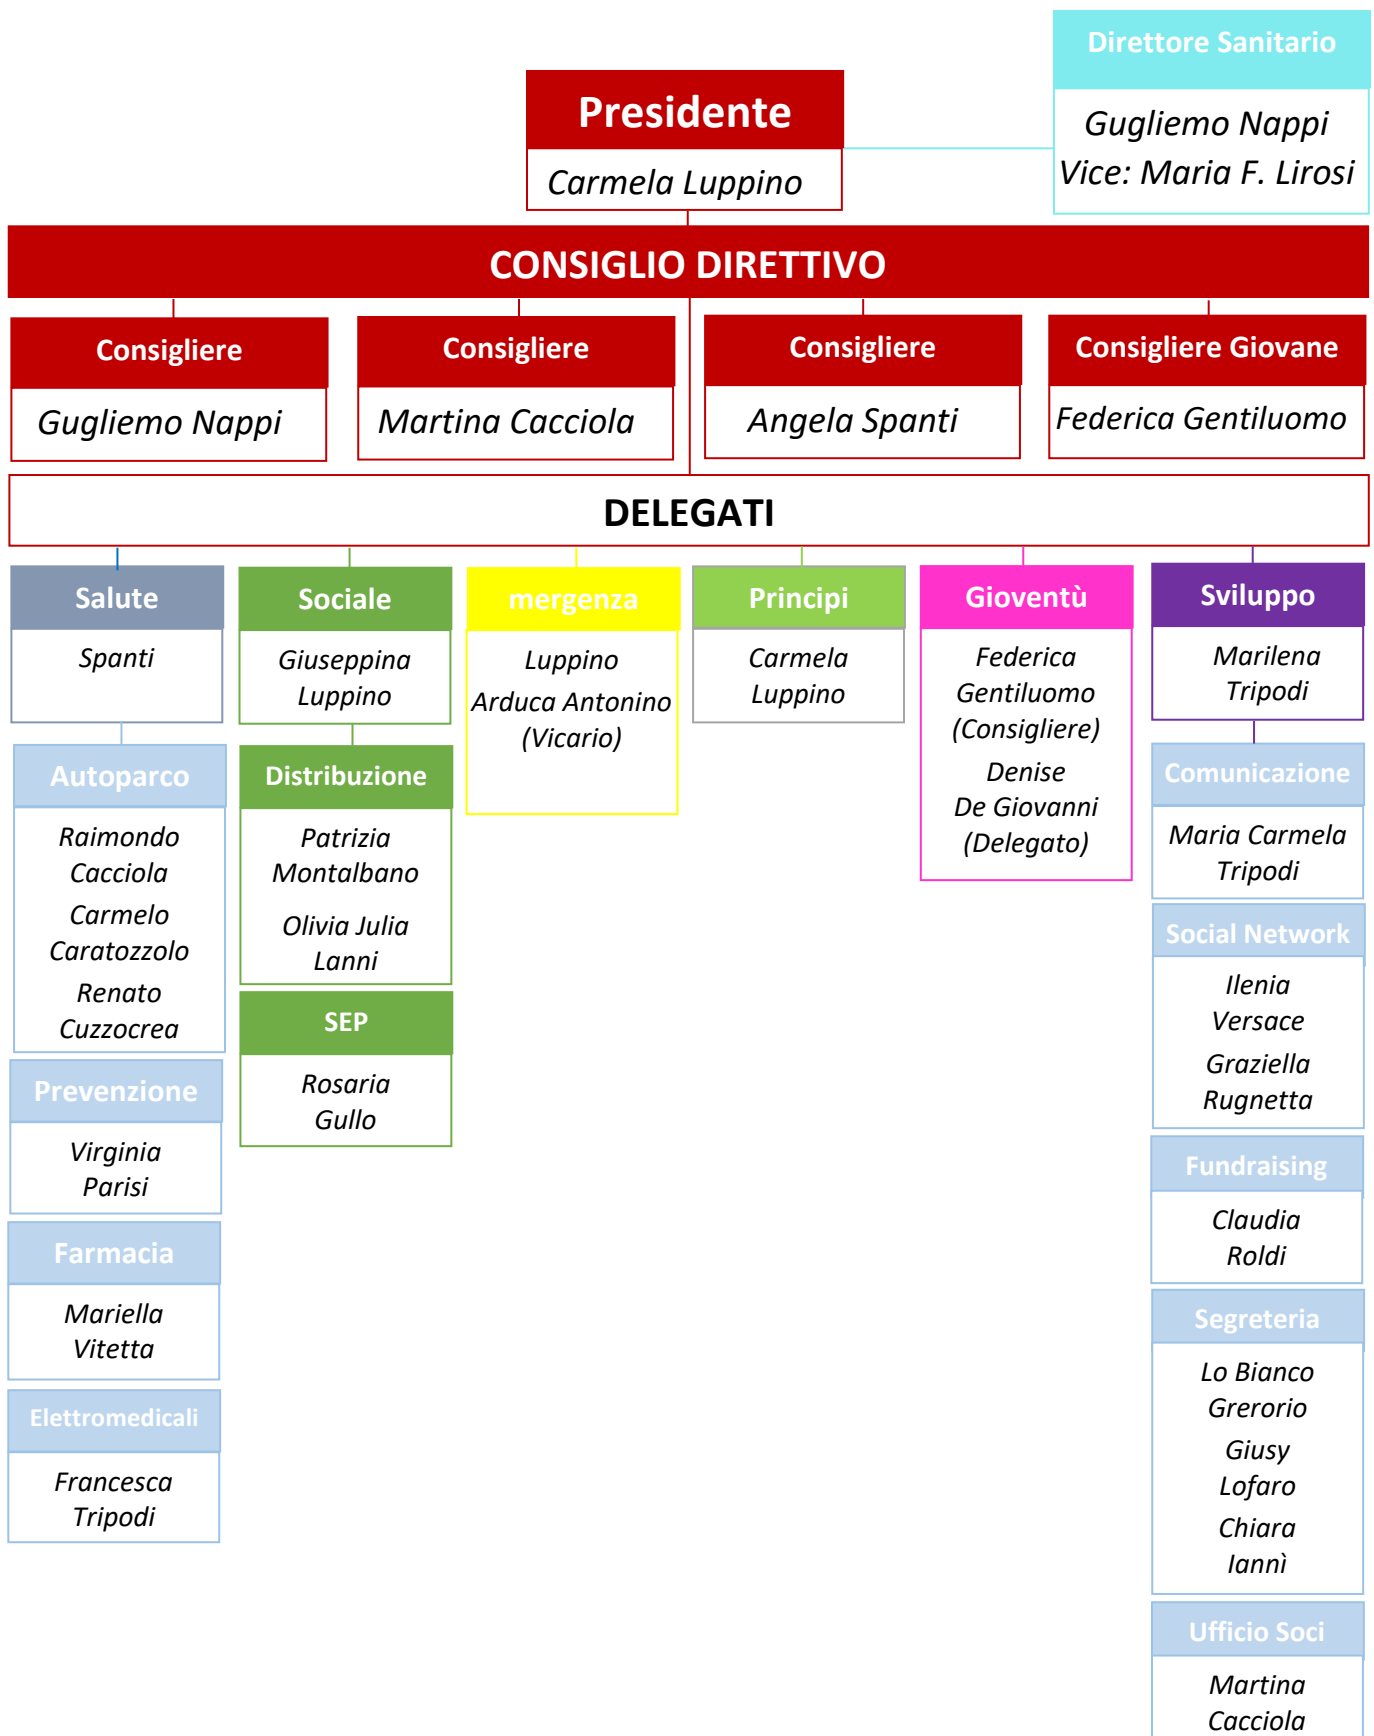 Direttore Sanitario
Gugliemo Nappi
Vice: Maria F. Lirosi
Presidente
Carmela Luppino
CONSIGLIO DIRETTIVO
Consigliere
Gugliemo Nappi
Consigliere
Martina Cacciola
Consigliere
Angela Spanti
Consigliere Giovane
Federica Gentiluomo
DELEGATI
Salute
Spanti
Autoparco
Raimondo
Cacciola
Carmelo
Caratozzolo
Renato
Cuzzocrea
Prevenzione
Virginia
Parisi
Farmacia
Mariella
Vitetta
Elettromedicali
Francesca
Tripodi
Sociale
Giuseppina
Luppino
Distribuzione
Patrizia
Montalbano
Olivia Julia
Lanni
SEP
Rosaria
Gullo
mergenza
Luppino
Arduca Antonino
(Vicario)
Principi
Carmela
Luppino
Gioventù
Federica
Gentiluomo
(Consigliere)
Denise
De Giovanni
(Delegato)
Sviluppo
Marilena
Tripodi
Comunicazione
Maria Carmela
Tripodi
Social Network
Ilenia
Versace
Graziella
Rugnetta
Fundraising
Claudia
Roldi
Segreteria
Lo Bianco
Grerorio
Giusy
Lofaro
Chiara
Iannì
Ufficio Soci
Martina
Cacciola